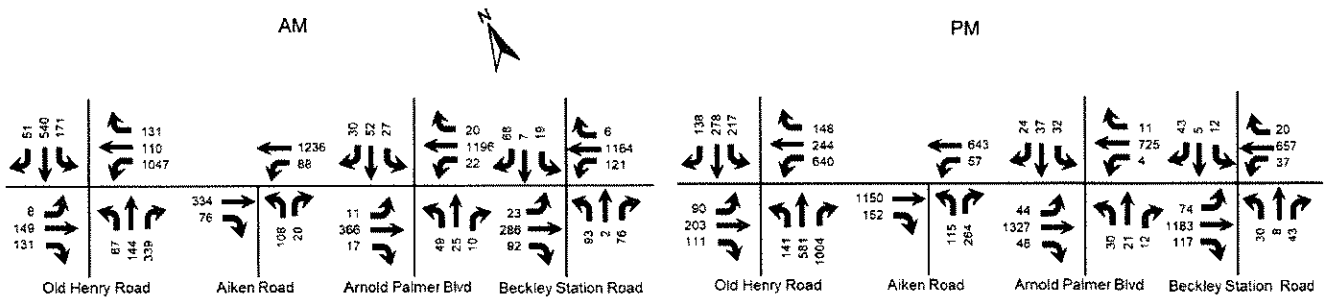 N
AM
PM
51 540 171
131
110
1047
8
149
131
67 144 339
Old Henry Road
1236
88
334
76
108 20
Aiken Road
30 52 27
20
1196
22
11
366
17
49 25 10
Arnold Palmer Blvd
68 7 19
6
1164
121
23
286
92
93 2 76
Beckley Station Road
138 278 217
148
244
640
90
203
111
141 581 1004
Old Henry Road
643
57
1150
152
115 264
Aiken Road
24 37 32
11
725
4
44
1327
48
30 21 12
Arnold Palmer Blvd
43 5 12
20
657
37
74
1183
117
30 8 43
Beckley Station Road